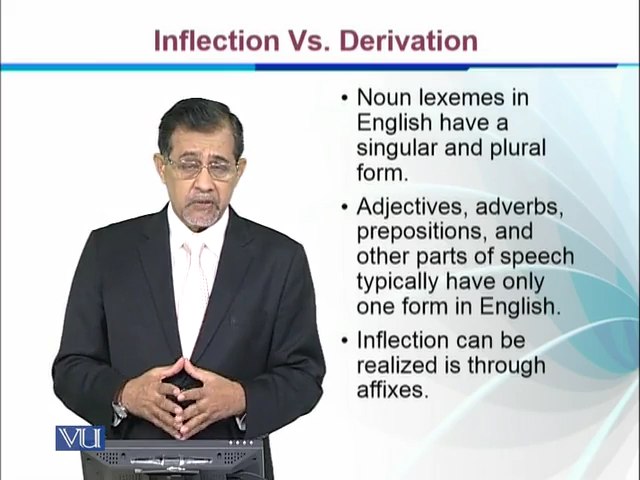 Inflection Vs. Derivation
• Noun lexemes in
English have a
singular and plural
form.
• Adjectives, adverbs,
prepositions, and
other parts of speech
typically have only
one form in English.
• Inflection can be
realized is through
affixes.
VU